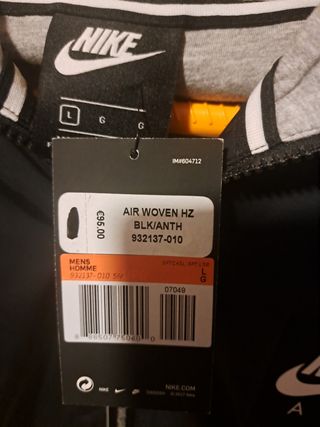 NIKE
L G G
IM#604712
€95.00
AIR WOVEN HZ
BLK/ANTH
932137-010
MENS
HOMME
932137-010
L
G
07049
NIKE.COM
A